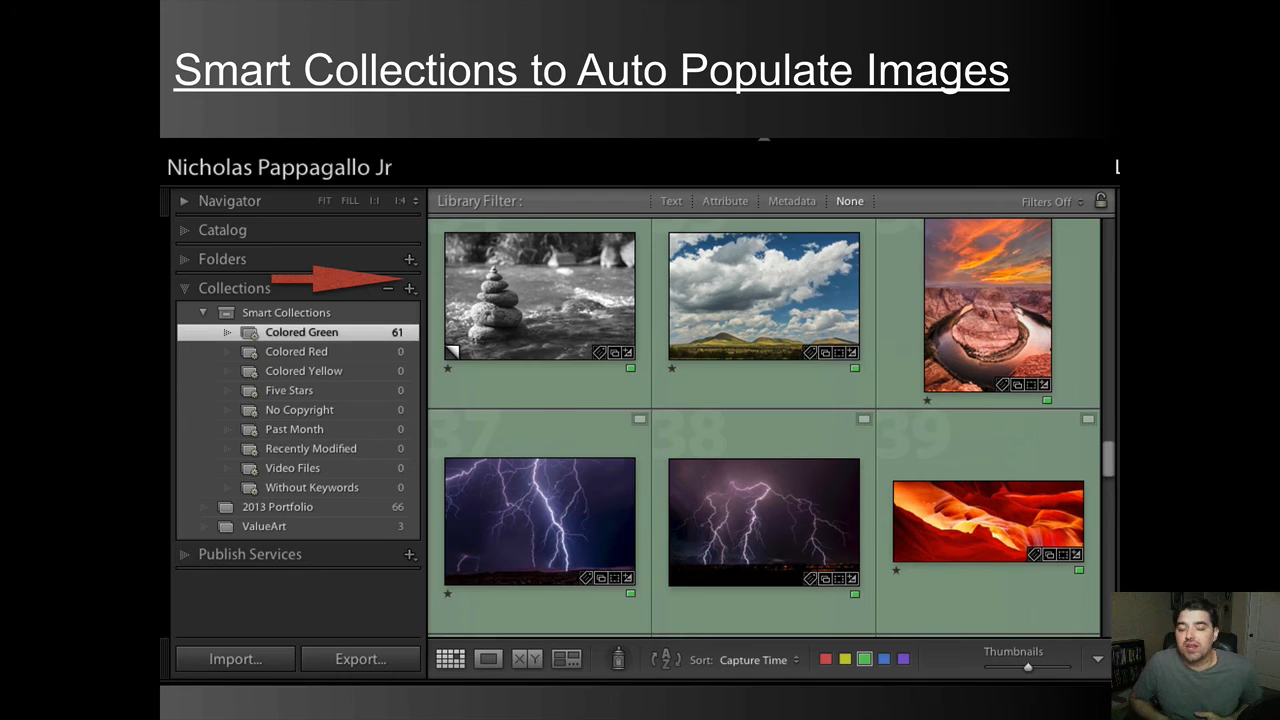 Smart Collections to Auto Populate Images
Nicholas Pappagallo Jr
L
Navigator FIT FILL 1:1 1:4
Library Filter : Text Attribute Metadata None Filters Off
Catalog
Folders
Collections
Smart Collections
Colored Green 61
Colored Red 0
Colored Yellow 0
Five Stars 0
No Copyright 0
Past Month 0
Recently Modified 0
Video Files 0
Without Keywords 0
2013 Portfolio 66
ValueArt 3
Publish Services
37 38 39
Import... Export...
X Y
A Z
Sort: Capture Time
Thumbnails